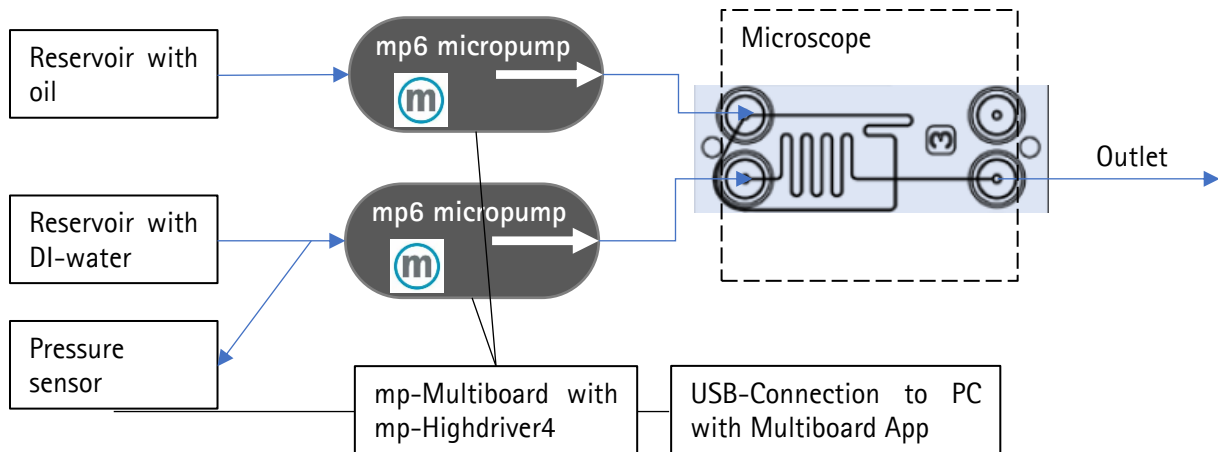 Reservoir with
oil
mp6 micropump
m
Microscope
3
Outlet
Reservoir with
DI-water
mp6 micropump
m
Pressure
sensor
mp-Multiboard with
mp-Highdriver4
USB-Connection to PC
with Multiboard App